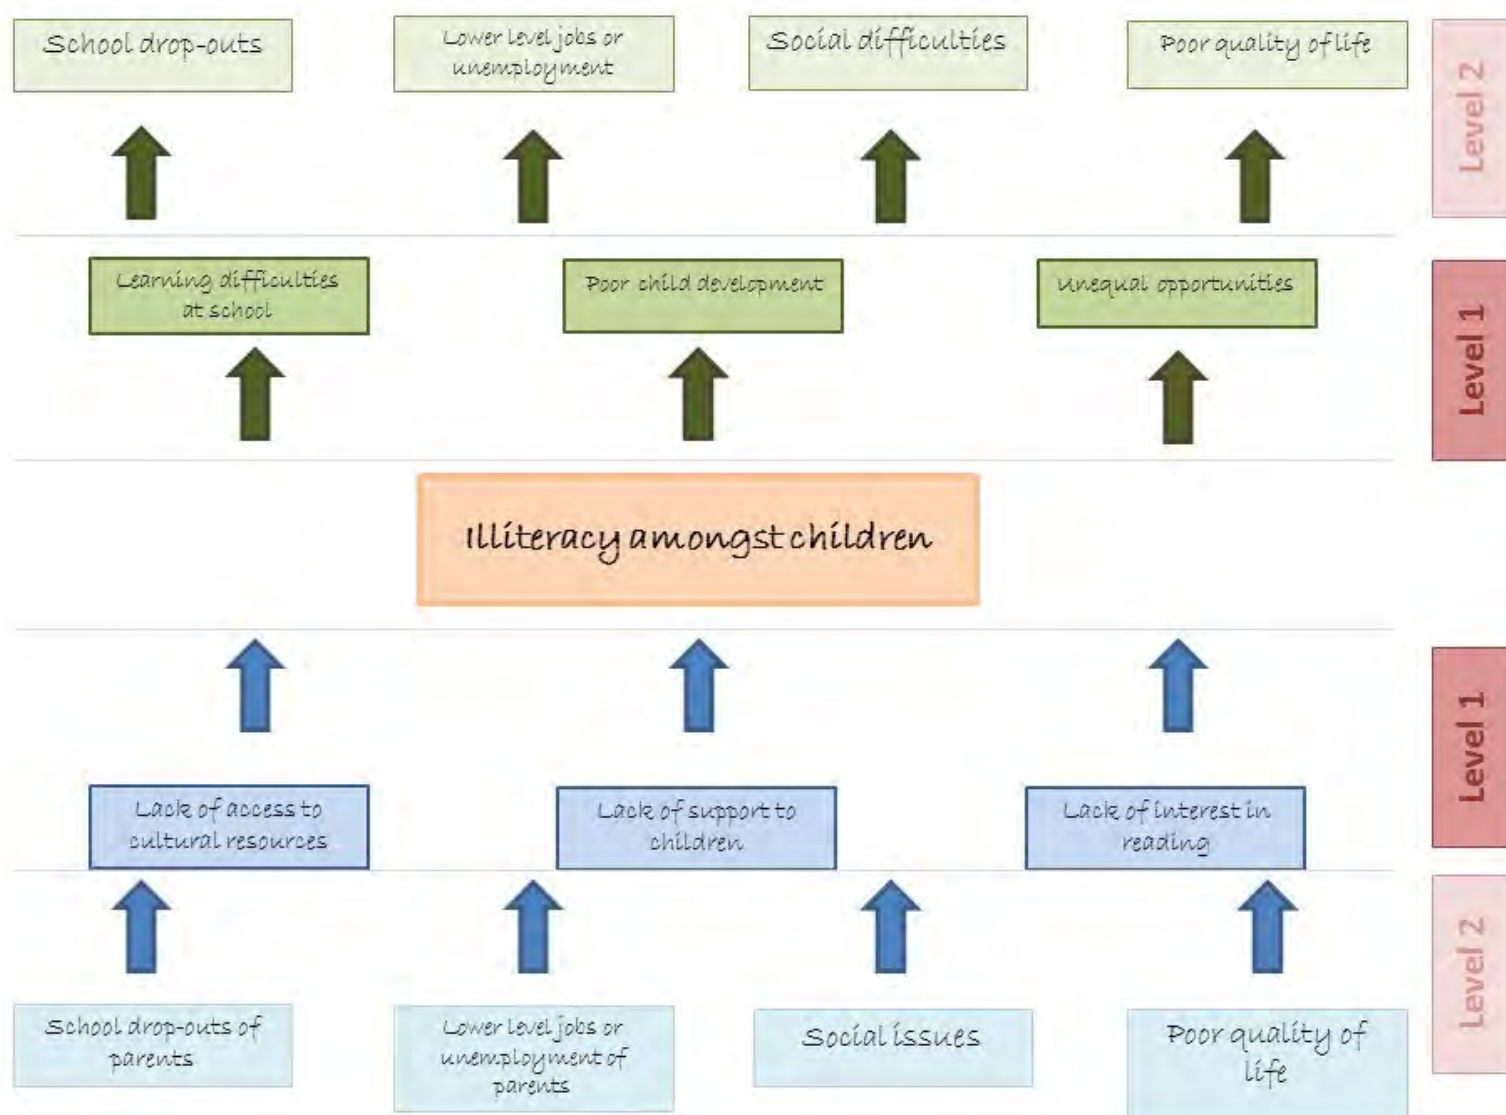 School drop-outs
Lower level jobs or
unemployment
Social difficulties
Poor quality of life
Level 2
Learning difficulties
at school
Poor child development
Unequal opportunities
Level 1
Illiteracy amongst children
Level 1
Lack of access to
cultural resources
Lack of support to
children
Lack of interest in
reading
Level 2
School drop-outs of
parents
Lower level jobs or
unemployment of
parents
Social issues
Poor quality of
life